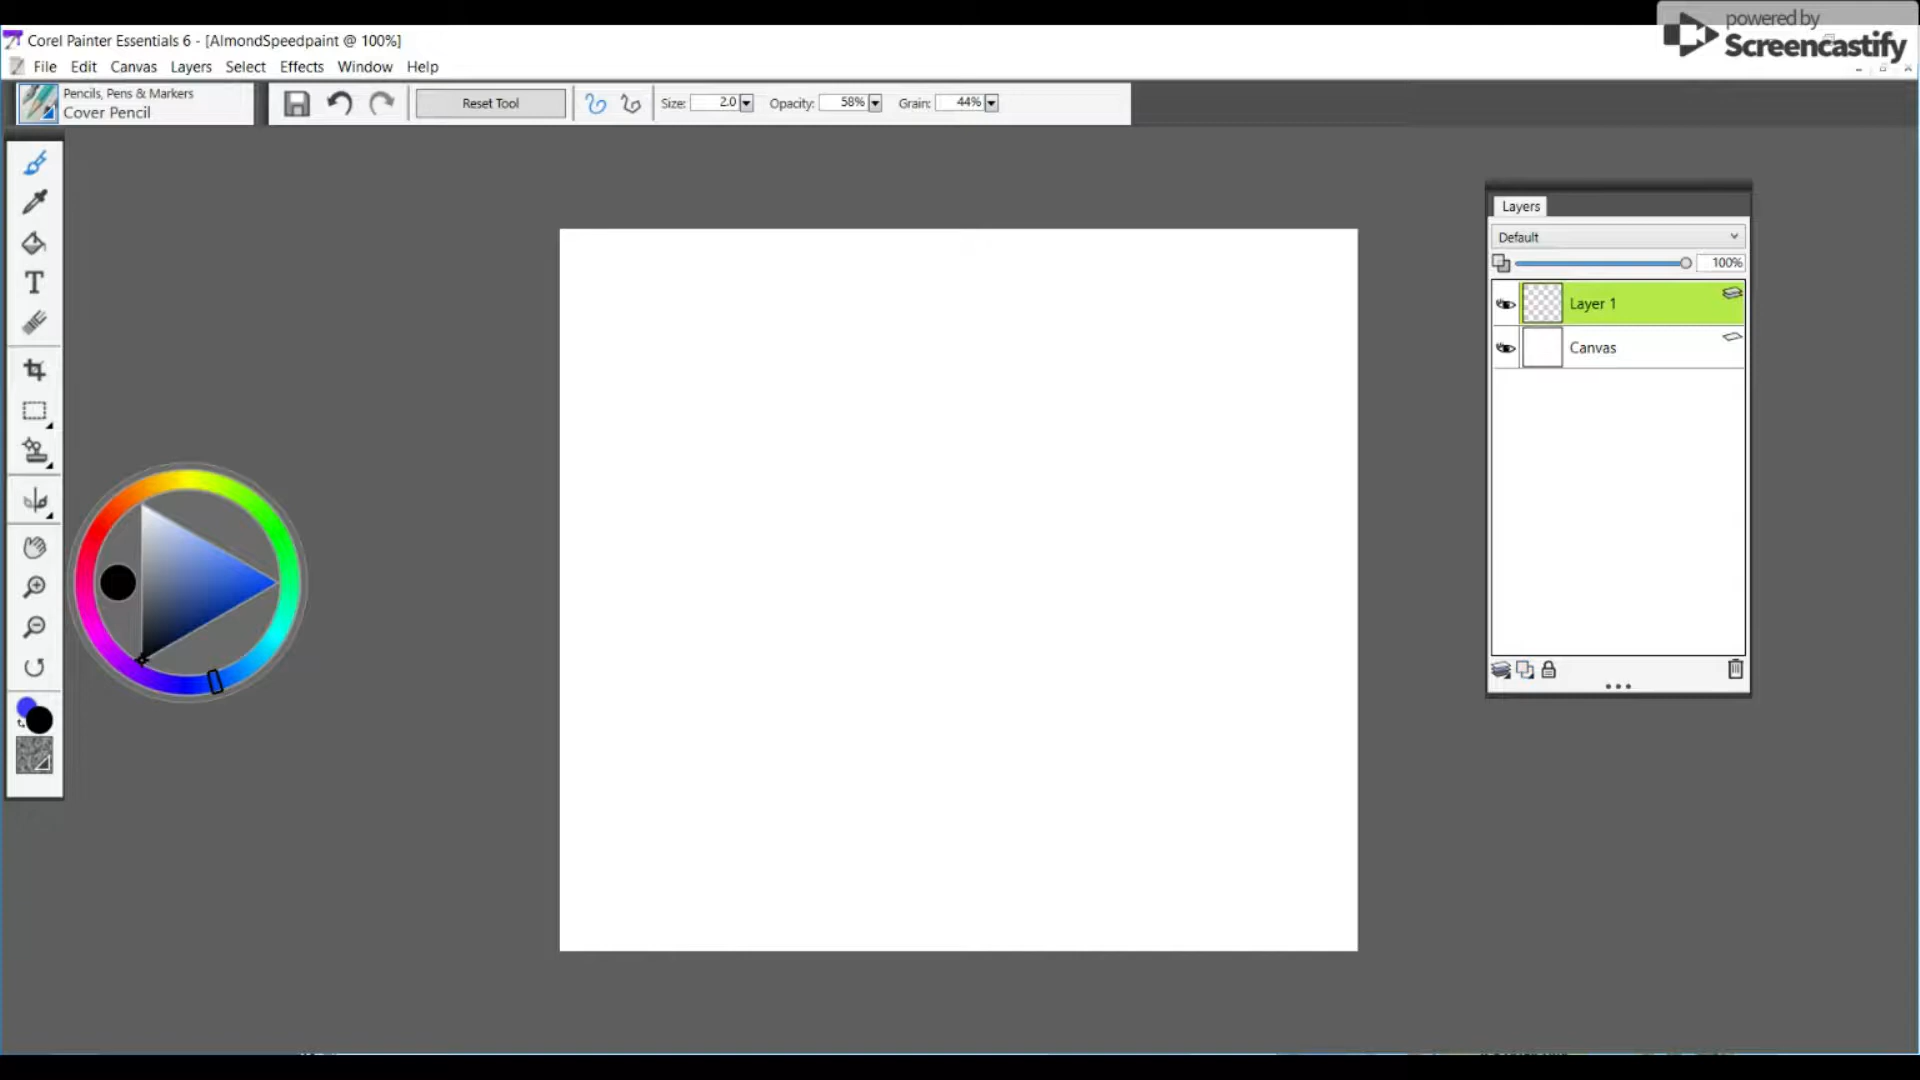 powered by
Screencastify
Corel Painter Essentials 6 - [AlmondSpeedpaint @ 100%]
File Edit Canvas Layers Select Effects Window Help
Pencils, Pens & Markers
Cover Pencil
Reset Tool
Size: 2.0
Opacity: 58%
Grain: 44%
T
Layers
Default
100%
Layer 1
Canvas